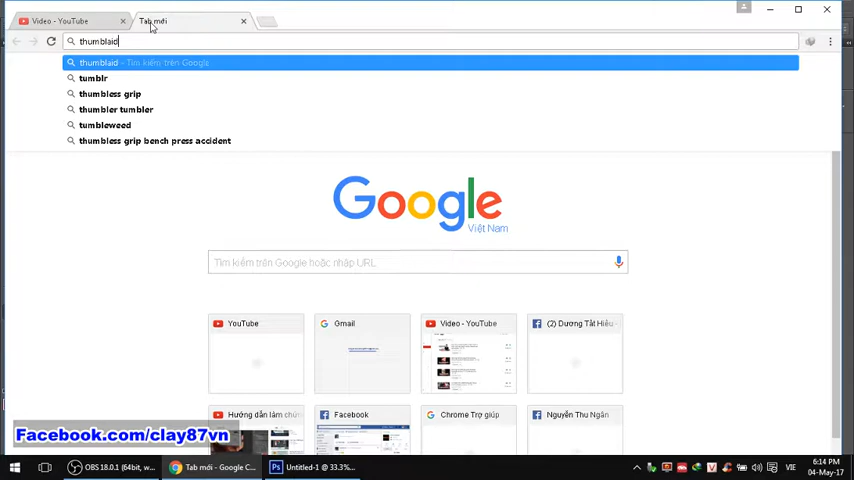 Video - YouTube
Tab mới
thumblaid
thumblaid - Tìm kiếm trên Google
tumblr
thumbless grip
thumbler tumbler
tumbleweed
thumbless grip bench press accident
Google
Việt Nam
Tìm kiếm trên Google hoặc nhập URL
YouTube
Gmail
Video - YouTube
(2) Dương Tất Hiếu -
Hướng dẫn làm chứ
Facebook
Chrome Trợ giúp
Nguyễn Thu Ngân
Facebook.com/clay87vn
OBS 18.0.1 (64bit, w...
Tab mới - Google C...
Untitled-1 @ 33.3%...
VIE
6:14 PM
04-May-17